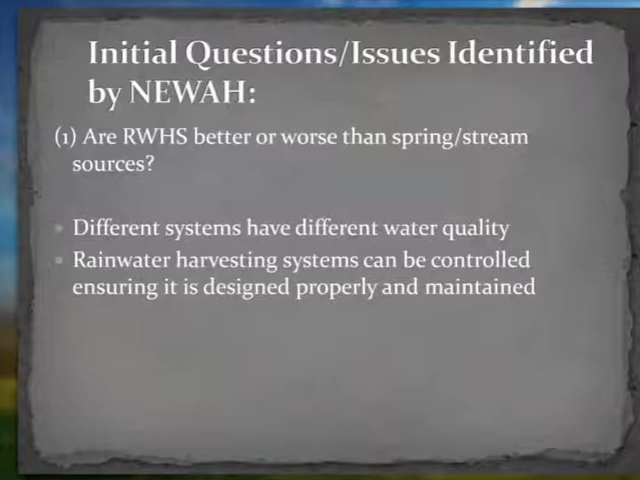 Initial Questions/Issues Identified
by NEWAH:
(1) Are RWHS better or worse than spring/stream
sources?
Different systems have different water quality
Rainwater harvesting systems can be controlled
ensuring it is designed properly and maintained